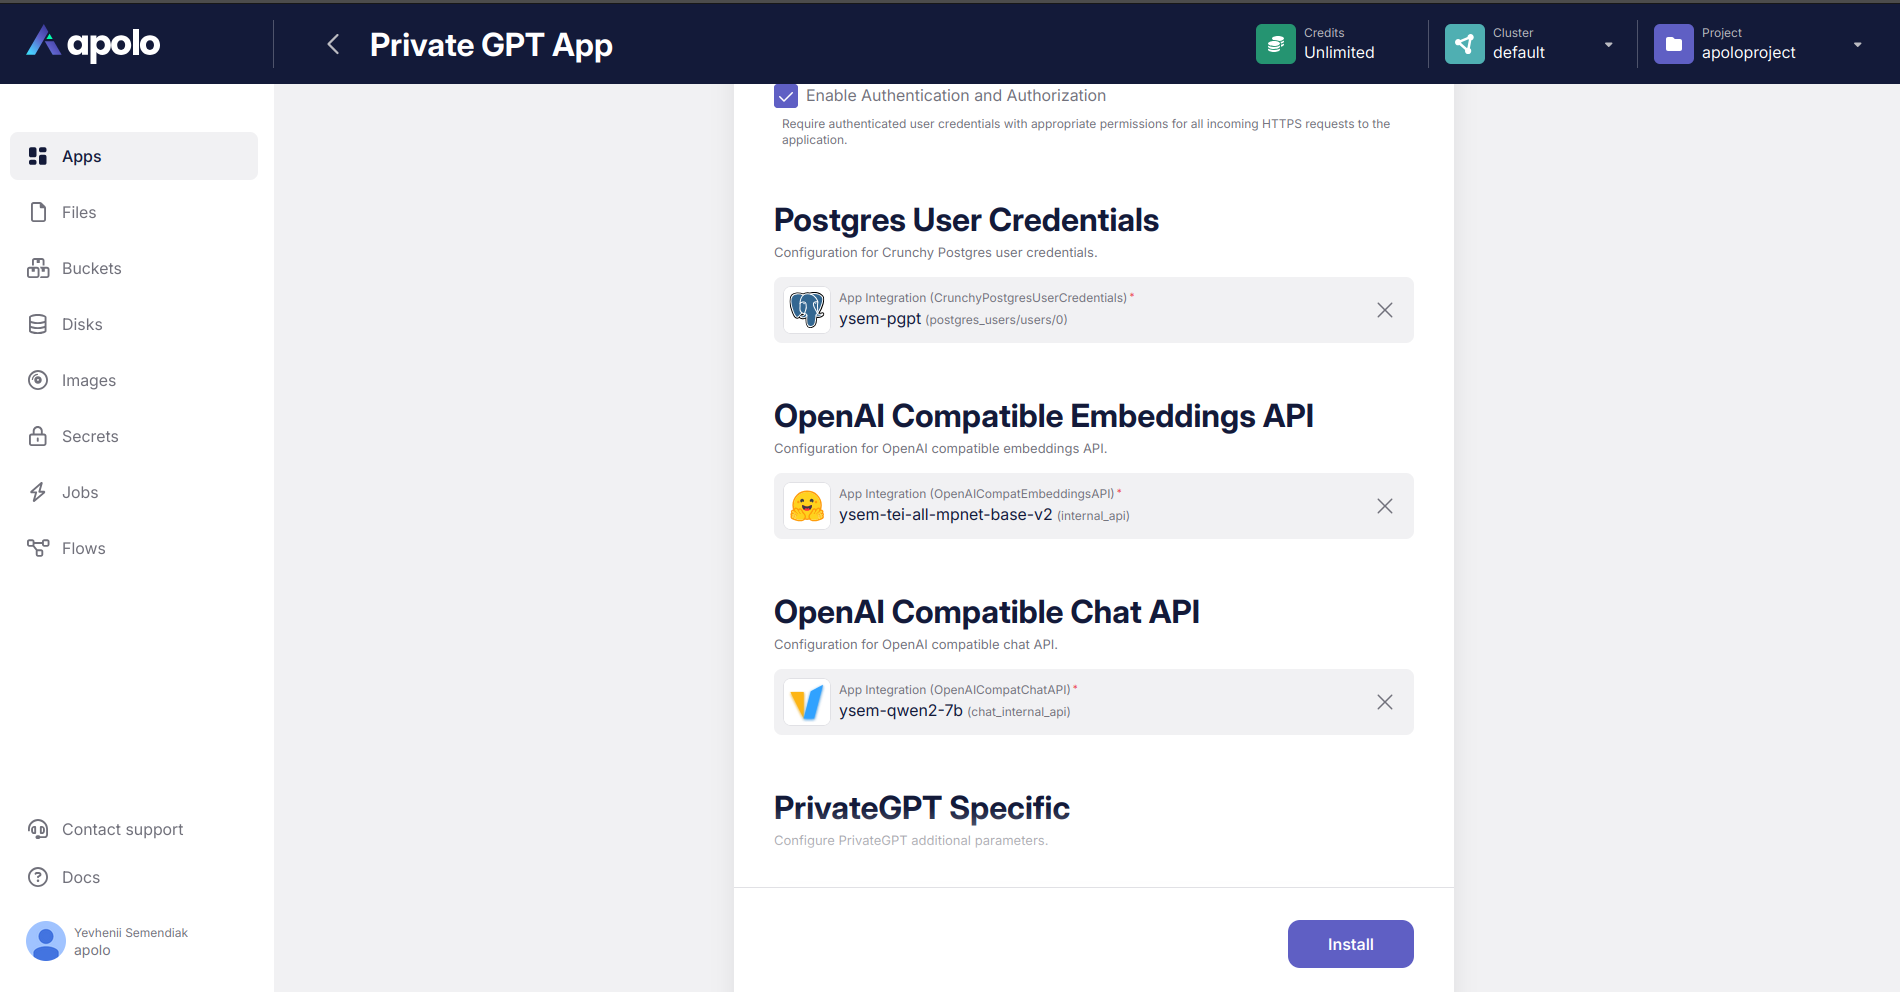 apolo
Private GPT App
Credits
Unlimited
Cluster
default
Project
apoloproject
Apps
Files
Buckets
Disks
Images
Secrets
Jobs
Flows
Contact support
Docs
Yevhenii Semendiak
apolo
Enable Authentication and Authorization
Require authenticated user credentials with appropriate permissions for all incoming HTTPS requests to the
application.
Postgres User Credentials
Configuration for Crunchy Postgres user credentials.
App Integration (CrunchyPostgresUserCredentials) *
ysem-pgpt (postgres_users/users/0)
OpenAI Compatible Embeddings API
Configuration for OpenAI compatible embeddings API.
App Integration (OpenAICompatEmbeddingsAPI) *
ysem-tei-all-mpnet-base-v2 (internal_api)
OpenAI Compatible Chat API
Configuration for OpenAI compatible chat API.
App Integration (OpenAICompatChatAPI) *
ysem-qwen2-7b (chat_internal_api)
PrivateGPT Specific
Configure PrivateGPT additional parameters.
Install